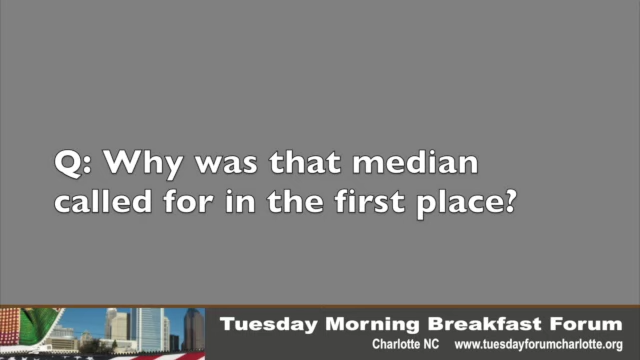 Q: Why was that median
called for in the first place?
Tuesday Morning Breakfast Forum
Charlotte NC www.tuesdayforumcharlotte.org